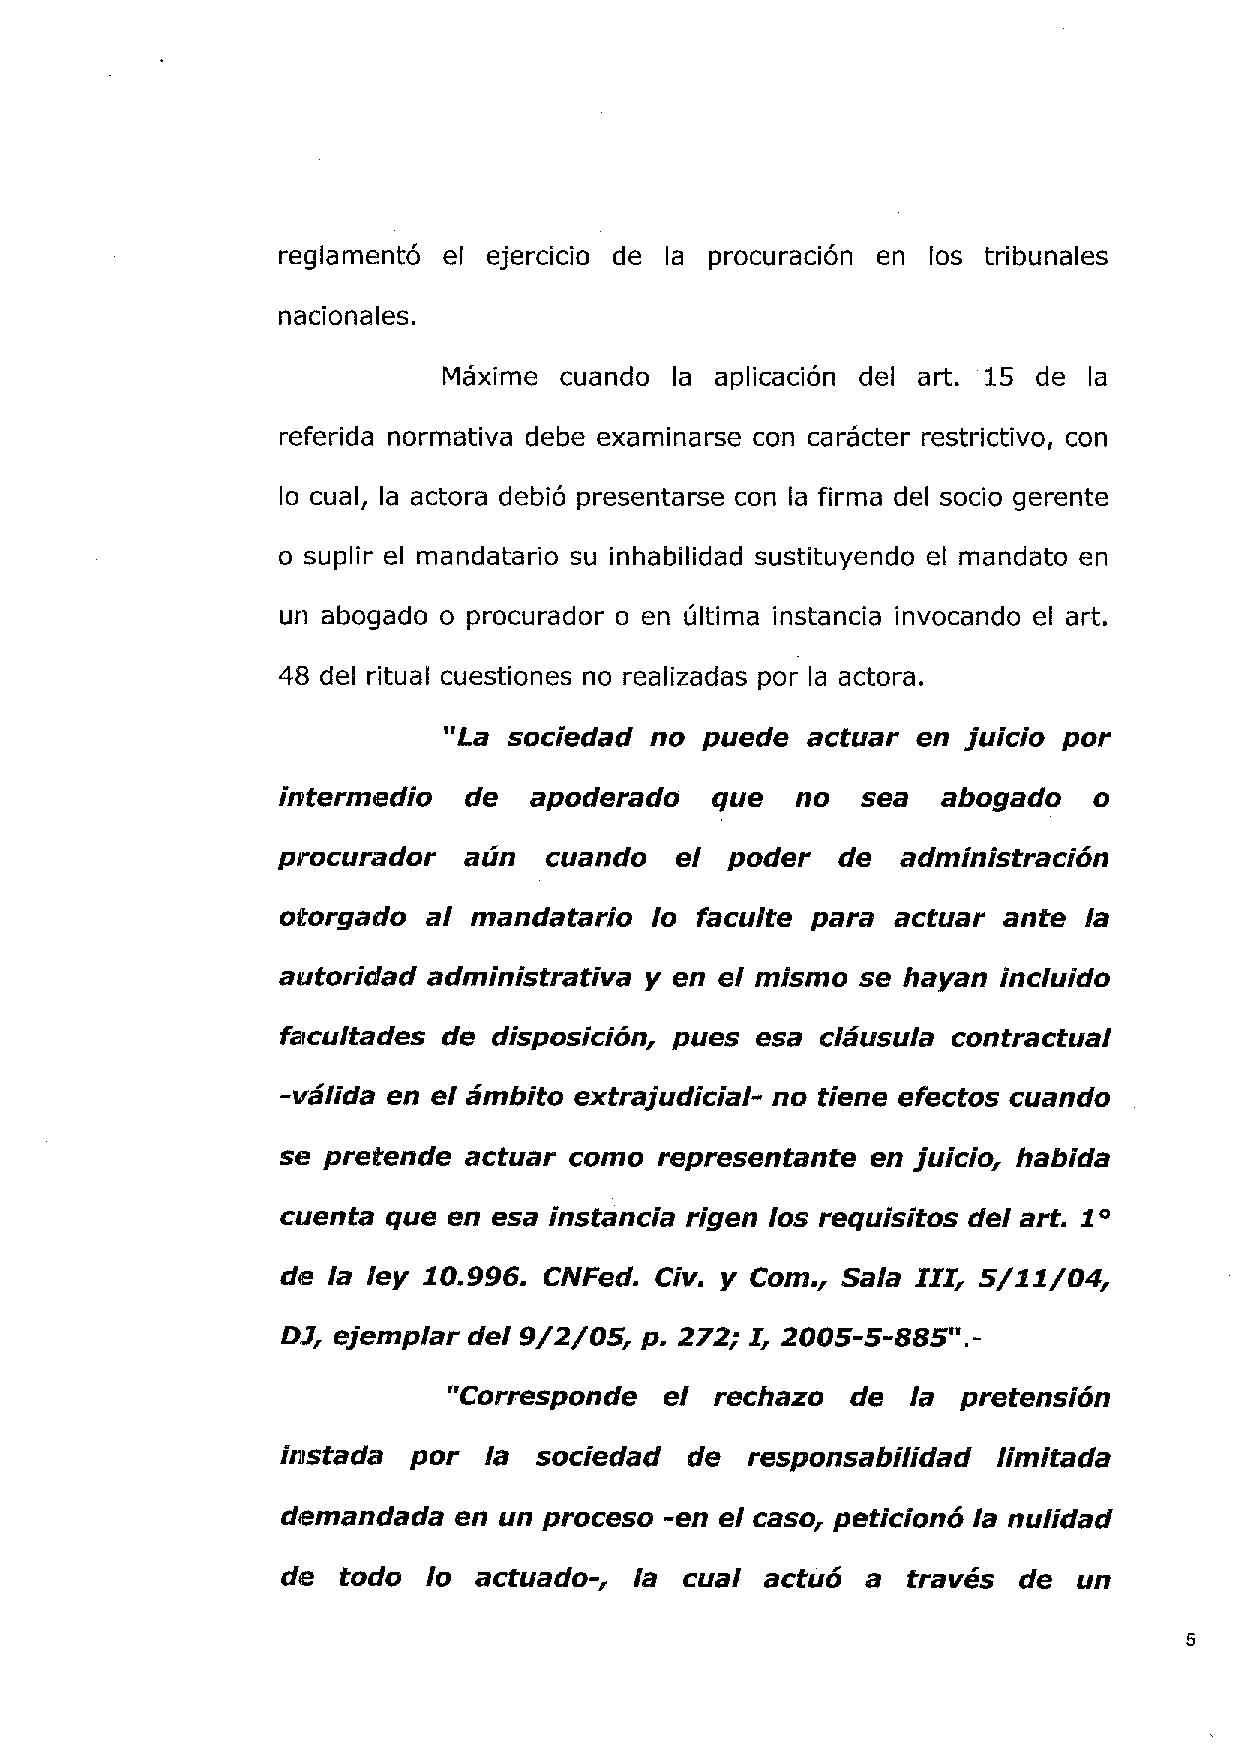 reglamentó el ejercicio de la procuración en los tribunales
nacionales.
Máxime cuando la aplicación del art. 15 de la
referida normativa debe examinarse con carácter restrictivo, con
lo cual, la actora debió presentarse con la firma del socio gerente
o suplir el mandatario su inhabilidad sustituyendo el mandato en
un abogado o procurador o en última instancia invocando el art.
48 del ritual cuestiones no realizadas por la actora.
"La sociedad no puede actuar en juicio por
intermedio de apoderado que no sea abogado o
procurador aún cuando el poder de administración
otorgado al mandatario lo faculte para actuar ante la
autoridad administrativa y en el mismo se hayan incluido
facultades de disposición, pues esa cláusula contractual
-válida en el ámbito extrajudicial- no tiene efectos cuando
se pretende actuar como representante en juicio, habida
cuenta que en esa instancia rigen los requisitos del art. 1º
de la ley 10.996. CNFed. Civ. y Com., Sala III, 5/11/04,
DJ, ejemplar del 9/2/05, p. 272; I, 2005-5-885".-
"Corresponde el rechazo de la pretensión
instada por la sociedad de responsabilidad limitada
demandada en un proceso -en el caso, peticionó la nulidad
de todo lo actuado-, la cual actuó a través de un
5